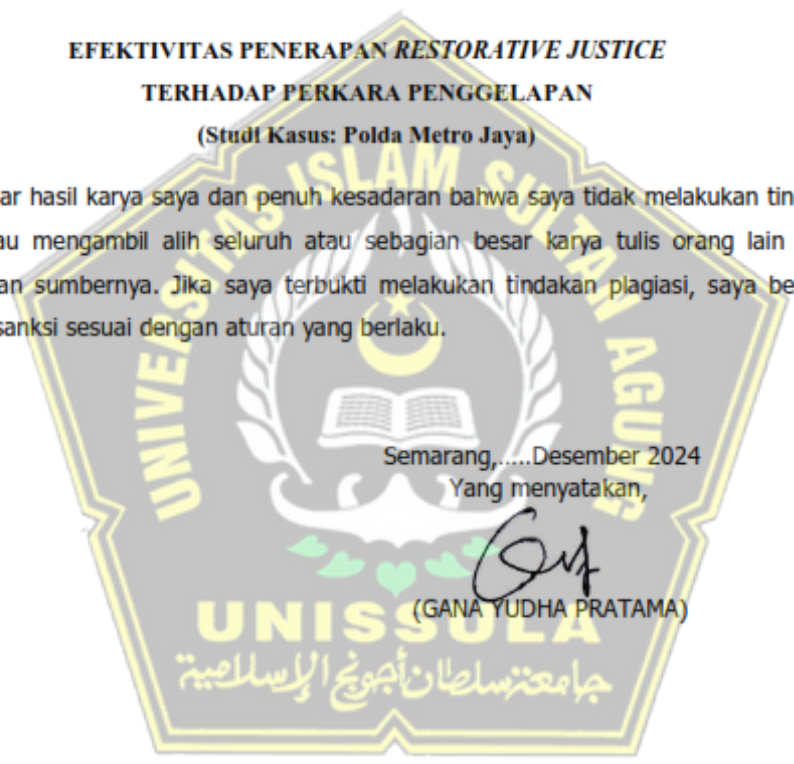 EFEKTIVITAS PENERAPAN RESTORATIVE JUSTICE
TERHADAP PERKARA PENGGELAPAN
(Studi Kasus: Polda Metro Jaya)
ar hasil karya saya dan penuh kesadaran bahwa saya tidak melakukan tin
au mengambil alih seluruh atau sebagian besar karya tulis orang lain
an sumbernya. Jika saya terbukti melakukan tindakan plagiasi, saya be
sanksi sesuai dengan aturan yang berlaku.
UNIVERSITAS ISLAM SULTAN AGUNG
Semarang,.....Desember 2024
Yang menyatakan,
(GANA YUDHA PRATAMA)
UNISSULA
جامعة سلطان أجونج الإسلامية